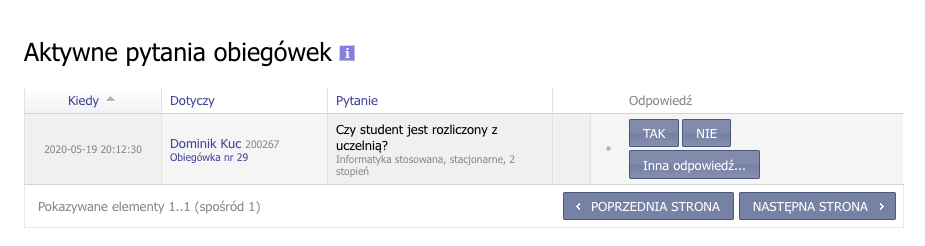 Aktywne pytania obiegówek i
Kiedy Dotyczy Pytanie Odpowiedź
2020-05-19 20:12:30
Dominik Kuc 200267
Obiegówka nr 29
Czy student jest rozliczony z
uczelnią?
Informatyka stosowana, stacjonarne, 2
stopień
TAK NIE
Inna odpowiedź...
Pokazywane elementy 1..1 (spośród 1)
‹ POPRZEDNIA STRONA NASTĘPNA STRONA ›